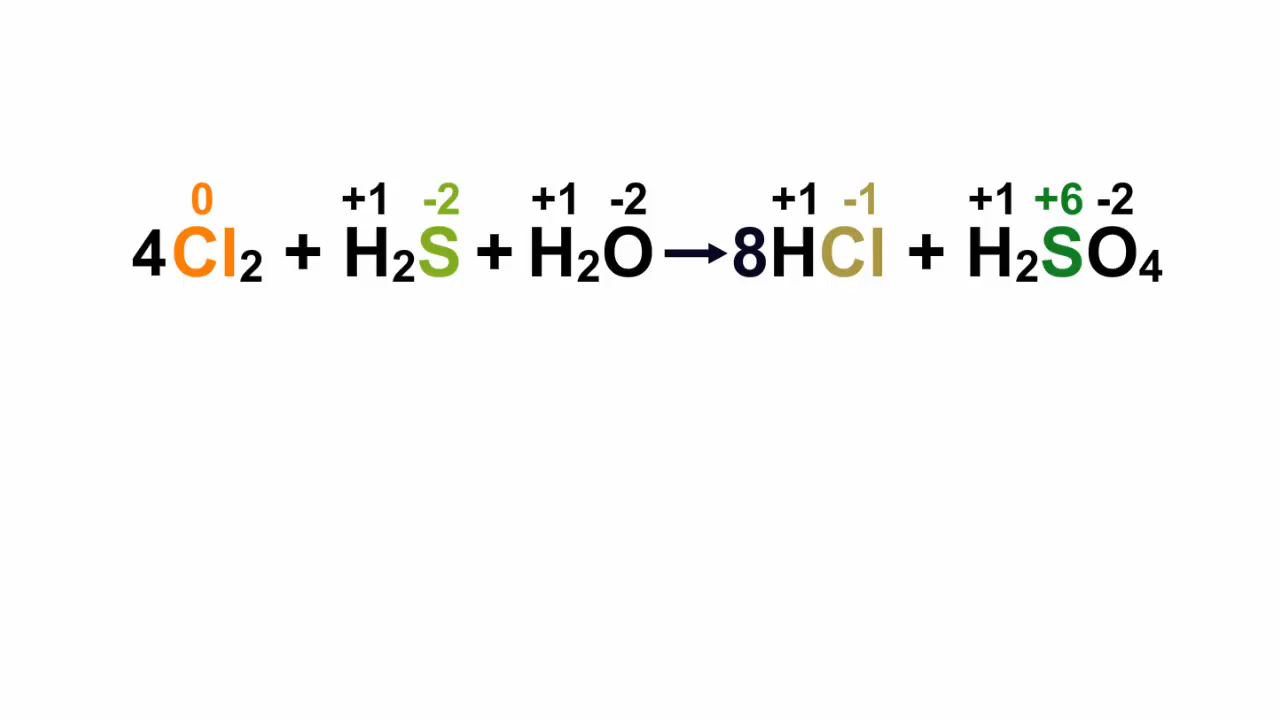 0 +1 -2 +1 -2 +1 -1 +1 +6 -2
4Cl2 + H2S + H2O → 8HCl + H2SO4